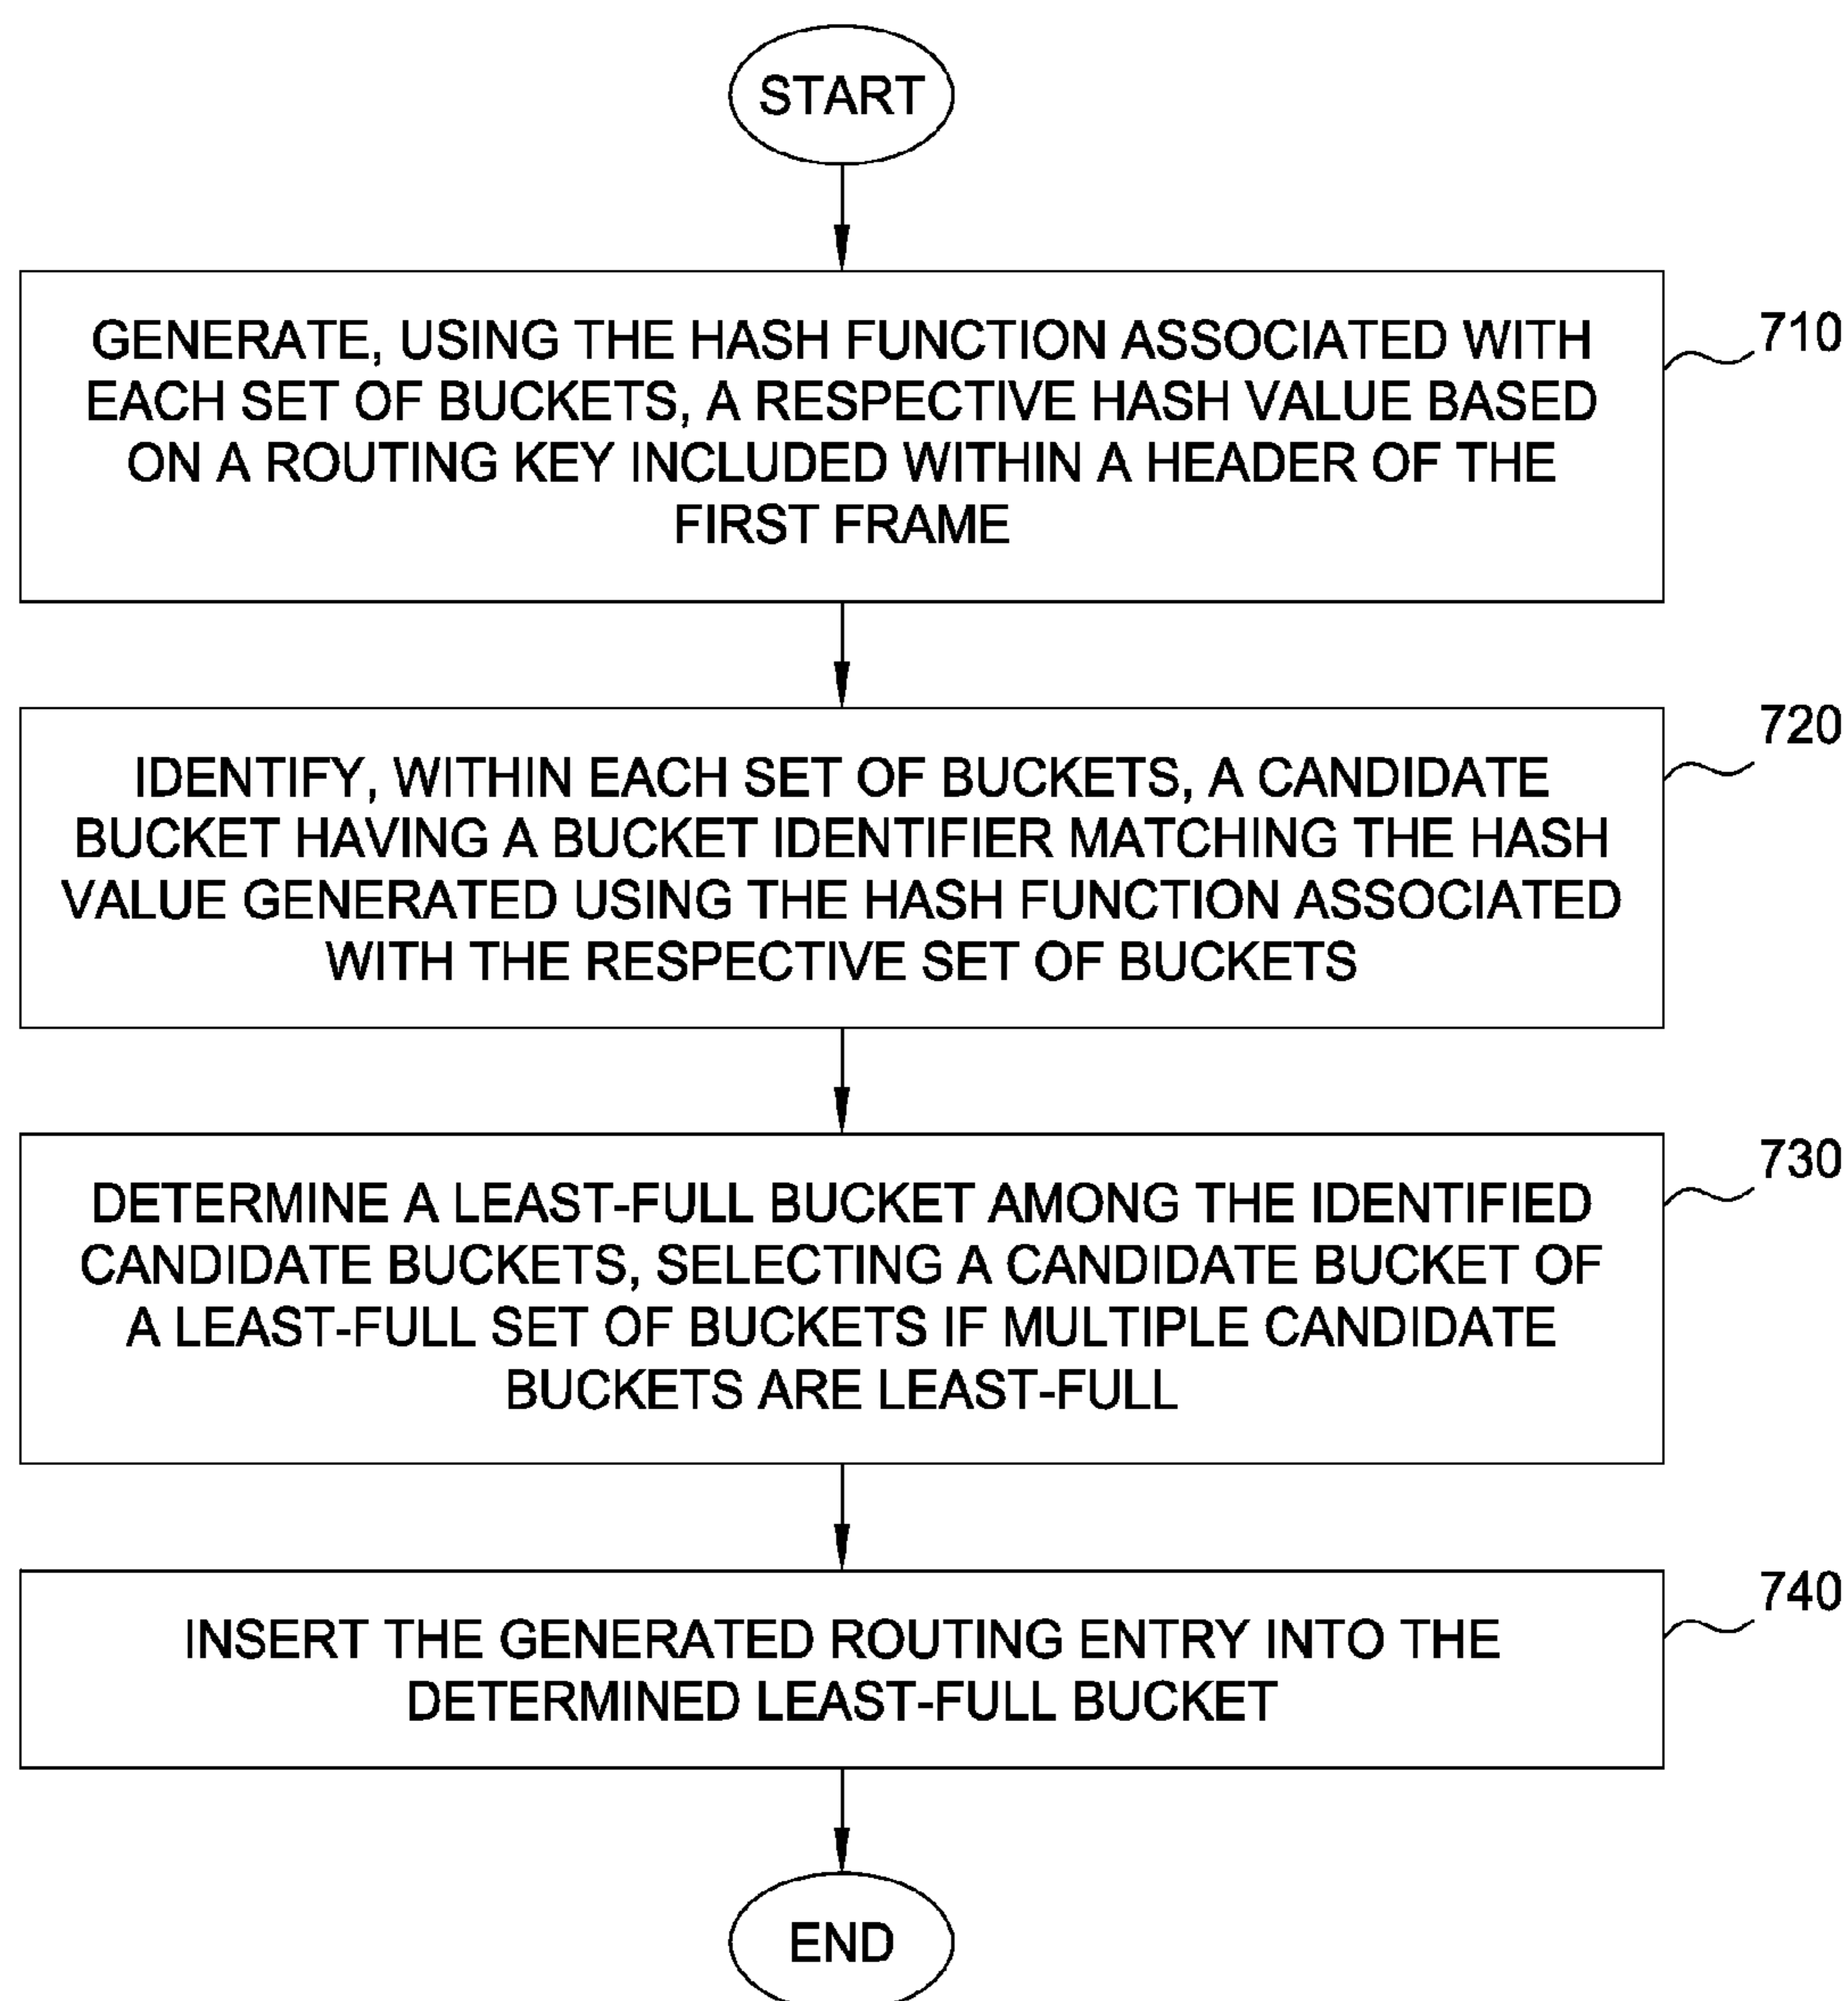 START
GENERATE, USING THE HASH FUNCTION ASSOCIATED WITH
EACH SET OF BUCKETS, A RESPECTIVE HASH VALUE BASED
ON A ROUTING KEY INCLUDED WITHIN A HEADER OF THE
FIRST FRAME
710
IDENTIFY, WITHIN EACH SET OF BUCKETS, A CANDIDATE
BUCKET HAVING A BUCKET IDENTIFIER MATCHING THE HASH
VALUE GENERATED USING THE HASH FUNCTION ASSOCIATED
WITH THE RESPECTIVE SET OF BUCKETS
720
DETERMINE A LEAST-FULL BUCKET AMONG THE IDENTIFIED
CANDIDATE BUCKETS, SELECTING A CANDIDATE BUCKET OF
A LEAST-FULL SET OF BUCKETS IF MULTIPLE CANDIDATE
BUCKETS ARE LEAST-FULL
730
INSERT THE GENERATED ROUTING ENTRY INTO THE
DETERMINED LEAST-FULL BUCKET
740
END